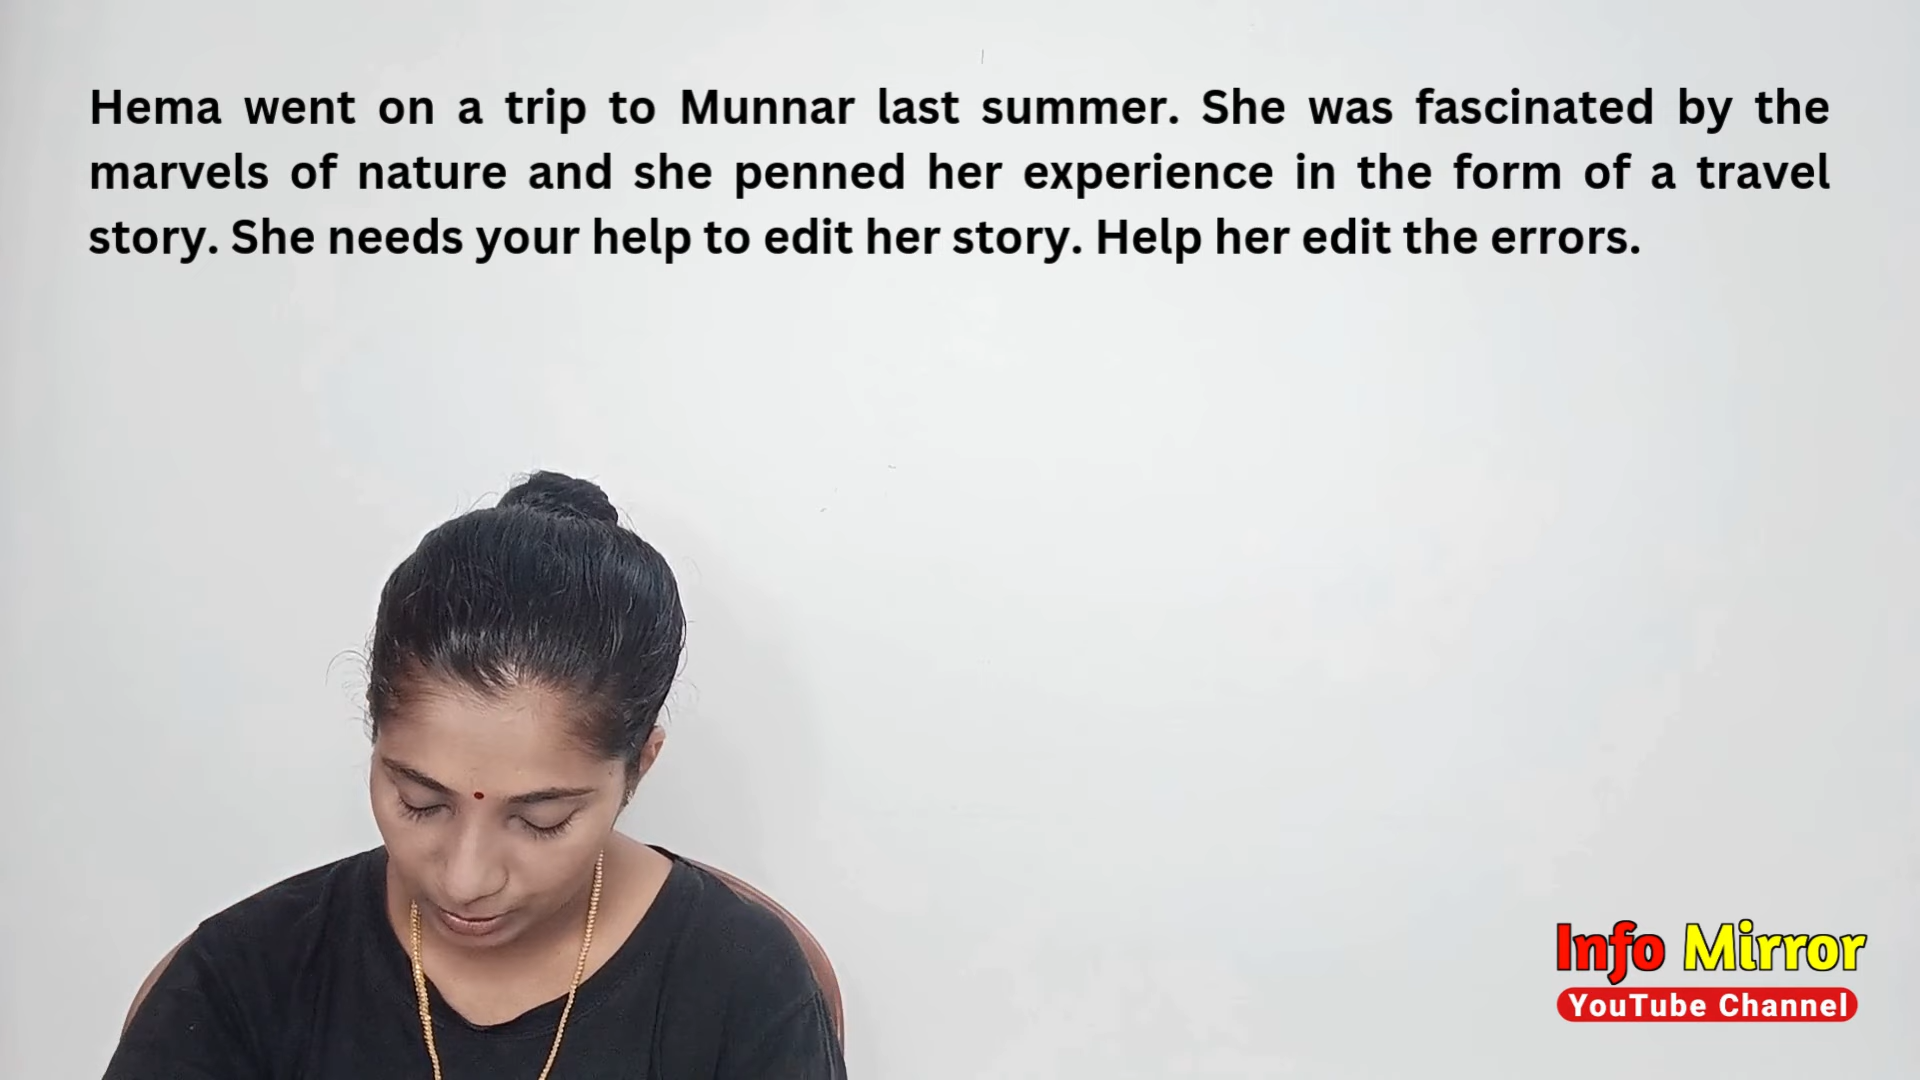 Hema went on a trip to Munnar last summer. She was fascinated by the
marvels of nature and she penned her experience in the form of a travel
story. She needs your help to edit her story. Help her edit the errors.
Info Mirror
YouTube Channel